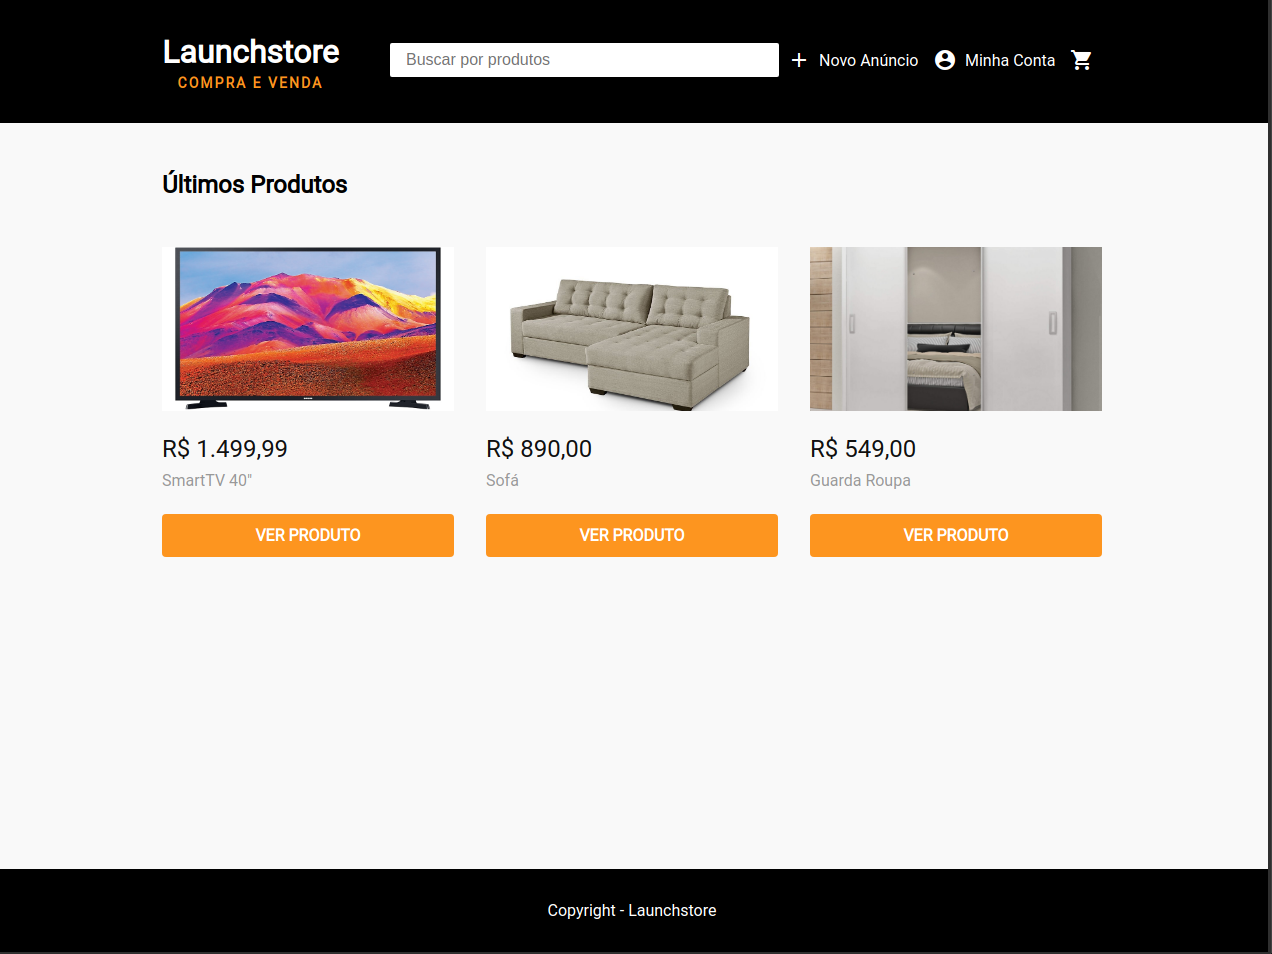 Launchstore
COMPRA E VENDA
Buscar por produtos
Novo Anúncio
Minha Conta
Últimos Produtos
R$ 1.499,99
SmartTV 40"
VER PRODUTO
R$ 890,00
Sofá
VER PRODUTO
R$ 549,00
Guarda Roupa
VER PRODUTO
Copyright - Launchstore